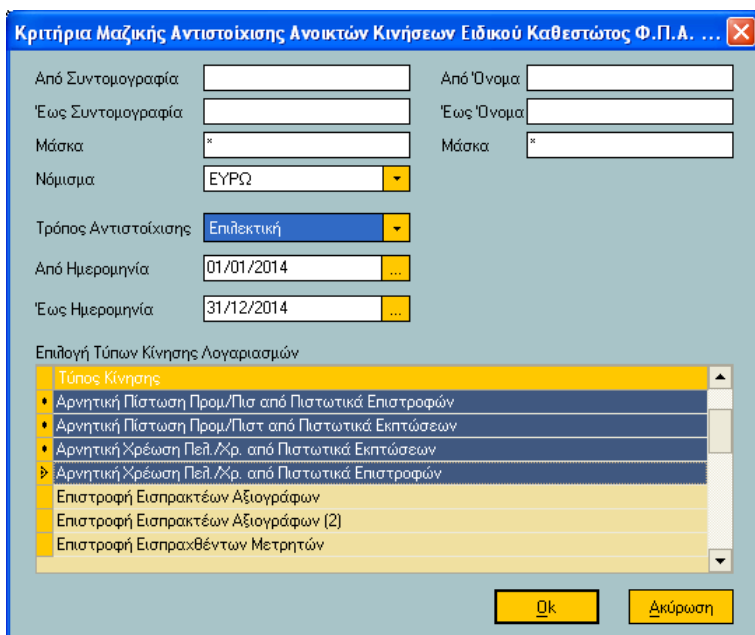 Κριτήρια Μαζικής Αντιστοίχισης Ανοικτών Κινήσεων Ειδικού Καθεστώτος Φ.Π.Α. ...
Από Συντομογραφία
Από Όνομα
Έως Συντομογραφία
Έως Όνομα
Μάσκα *
Μάσκα *
Νόμισμα ΕΥΡΩ
Τρόπος Αντιστοίχισης Επιλεκτική
Από Ημερομηνία 01/01/2014 ...
Έως Ημερομηνία 31/12/2014 ...
Επιλογή Τύπων Κίνησης Λογαριασμών
Τύπος Κίνησης
Αρνητική Πίστωση Προμ/Πισ από Πιστωτικά Επιστροφών
Αρνητική Πίστωση Προμ/Πιστ από Πιστωτικά Εκπτώσεων
Αρνητική Χρέωση Πελ./Χρ. από Πιστωτικά Εκπτώσεων
Αρνητική Χρέωση Πελ./Χρ. από Πιστωτικά Επιστροφών
Επιστροφή Εισπρακτέων Αξιογράφων
Επιστροφή Εισπρακτέων Αξιογράφων (2)
Επιστροφή Εισπραχθέντων Μετρητών
Ok
Ακύρωση